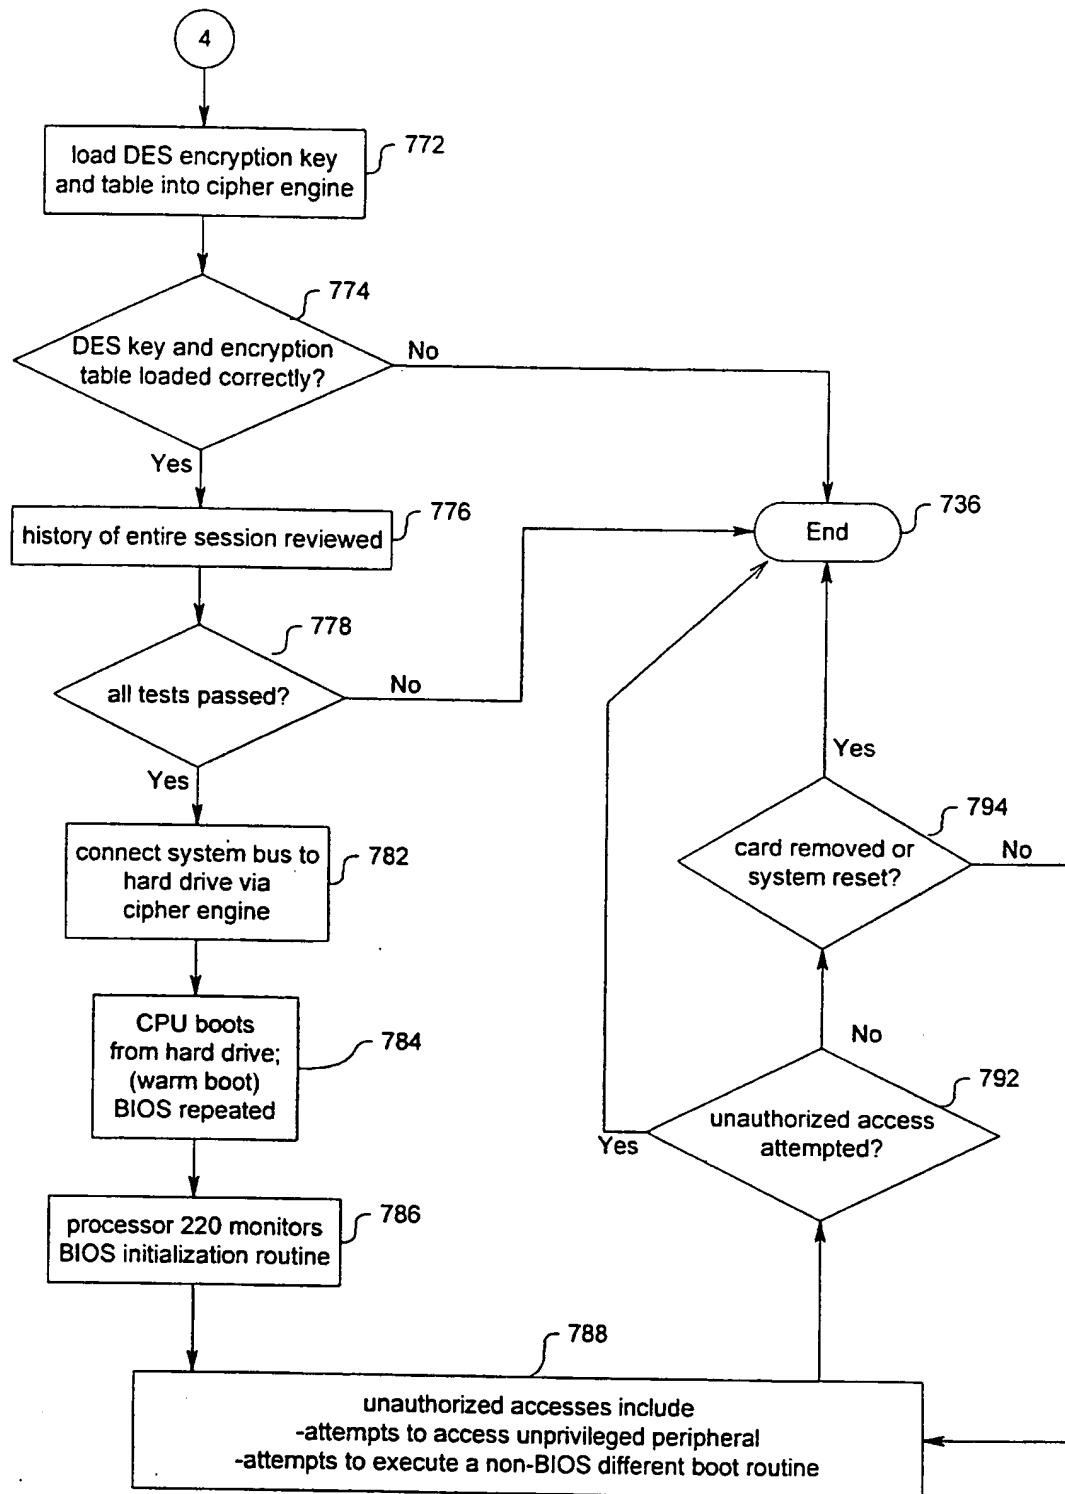 4
load DES encryption key
and table into cipher engine
772
774
DES key and encryption
table loaded correctly?
No
Yes
history of entire session reviewed
776
End
736
778
all tests passed?
No
Yes
connect system bus to
hard drive via
cipher engine
782
Yes
794
card removed or
system reset?
No
CPU boots
from hard drive;
(warm boot)
BIOS repeated
784
No
792
unauthorized access
attempted?
Yes
processor 220 monitors
BIOS initialization routine
786
788
unauthorized accesses include
-attempts to access unprivileged peripheral
-attempts to execute a non-BIOS different boot routine